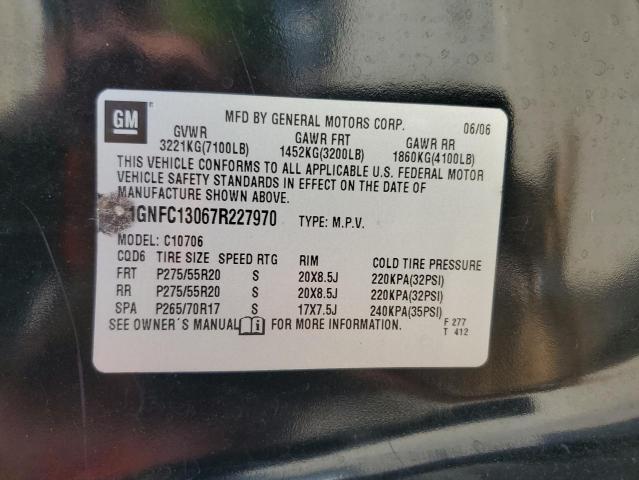 GM
MFD BY GENERAL MOTORS CORP. 06/06
GVWR GAWR FRT GAWR RR
3221KG(7100LB) 1452KG(3200LB) 1860KG(4100LB)
THIS VEHICLE CONFORMS TO ALL APPLICABLE U.S. FEDERAL MOTOR
VEHICLE SAFETY STANDARDS IN EFFECT ON THE DATE OF
MANUFACTURE SHOWN ABOVE.
1GNFC13067R227970 TYPE: M.P.V.
MODEL: C10706
CQD6 TIRE SIZE SPEED RTG RIM COLD TIRE PRESSURE
FRT P275/55R20 S 20X8.5J 220KPA(32PSI)
RR P275/55R20 S 20X8.5J 220KPA(32PSI)
SPA P265/70R17 S 17X7.5J 240KPA(35PSI)
SEE OWNER´S MANUAL FOR MORE INFORMATION. F 277
T 412